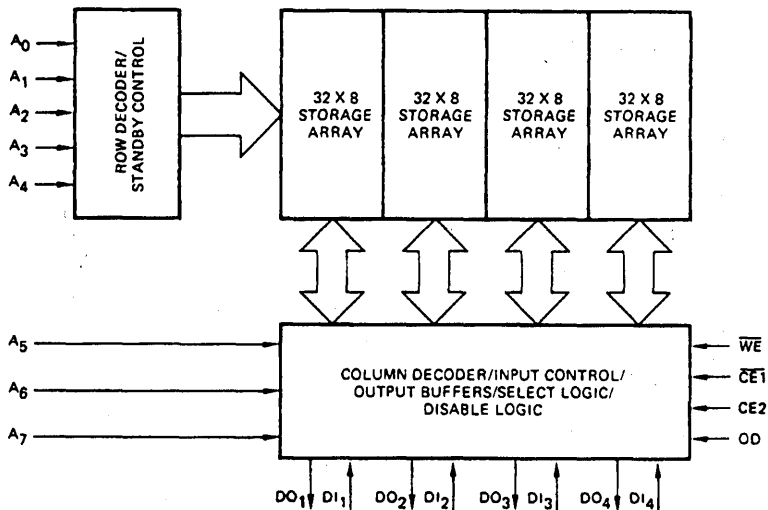 A0
A1
A2
A3
A4
ROW DECODER/
STANDBY CONTROL
32 X 8
STORAGE
ARRAY
32 X 8
STORAGE
ARRAY
32 X 8
STORAGE
ARRAY
32 X 8
STORAGE
ARRAY
A5
A6
A7
COLUMN DECODER/INPUT CONTROL/
OUTPUT BUFFERS/SELECT LOGIC/
DISABLE LOGIC
W̅E̅
C̅E̅1̅
CE2
OD
DO1 DI1 DO2 DI2 DO3 DI3 DO4 DI4